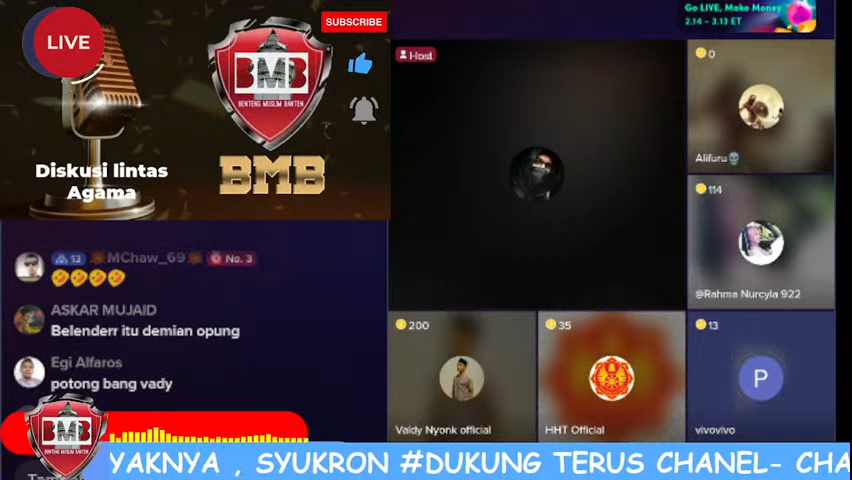 LIVE
SUBSCRIBE
BMB
BENTENG MUSLIM BANTEN
BMB
Diskusi lintas
Agama
Go LIVE, Make Money
2.14 – 3.13 ET
Host
0
Alifuru💀
114
@Rahma Nurcyla 922
13 💥MChaw_69💥 No. 3
🤣🤣🤣🤣
ASKAR MUJAID
Belenderr itu demian opung
Egi Alfaros
potong bang vady
200
Valdy Nyonk official
35
HHT Official
13
P
vivovivo
BMB
YAKNYA , SYUKRON #DUKUNG TERUS CHANEL- CHA